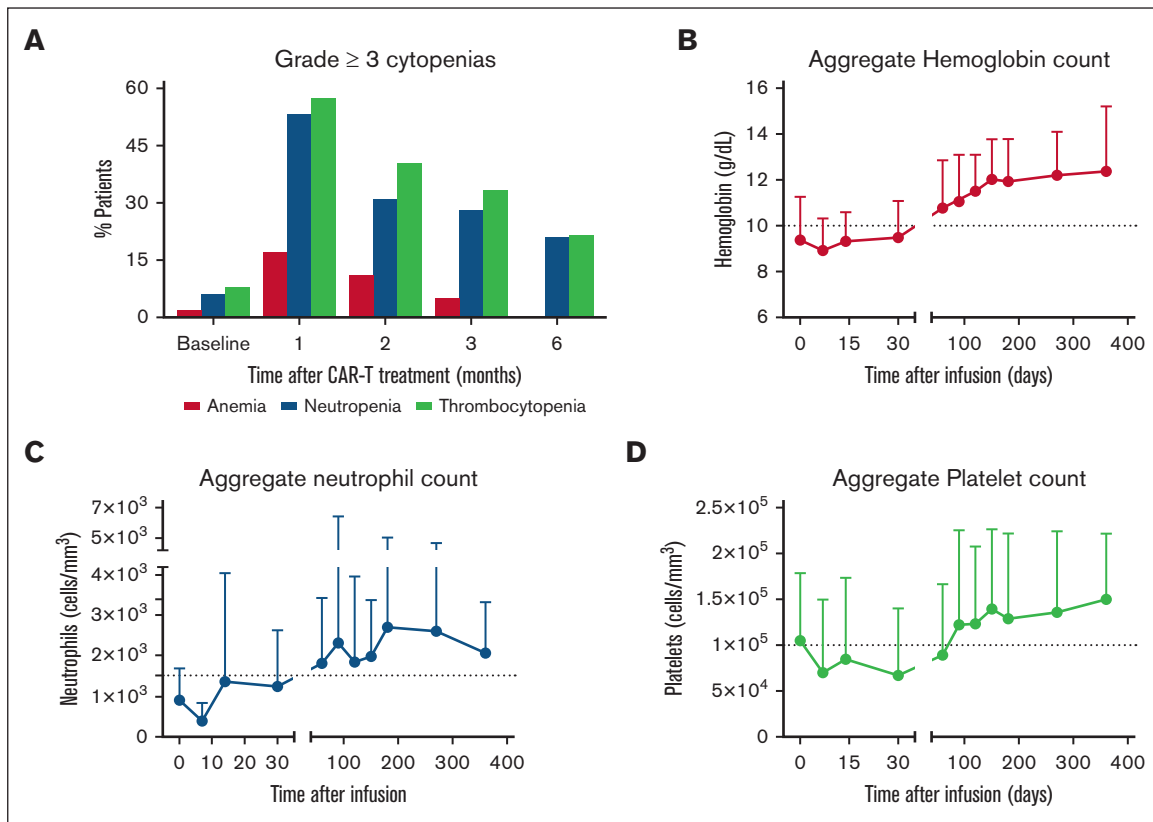 A
Grade ≥ 3 cytopenias
60
45
30
15
0
% Patients
Baseline 1 2 3 6
Time after CAR-T treatment (months)
Anemia Neutropenia Thrombocytopenia
B
Aggregate Hemoglobin count
16
14
12
10
8
6
Hemoglobin (g/dL)
0 15 30 100 200 300 400
Time after infusion (days)
C
Aggregate neutrophil count
7×10³
5×10³
4×10³
3×10³
2×10³
1×10³
0
Neutrophils (cells/mm³)
0 10 20 30 100 200 300 400
Time after infusion
D
Aggregate Platelet count
2.5×10⁵
2×10⁵
1.5×10⁵
1×10⁵
5×10⁴
0
Platelets (cells/mm³)
0 15 30 100 200 300 400
Time after infusion (days)